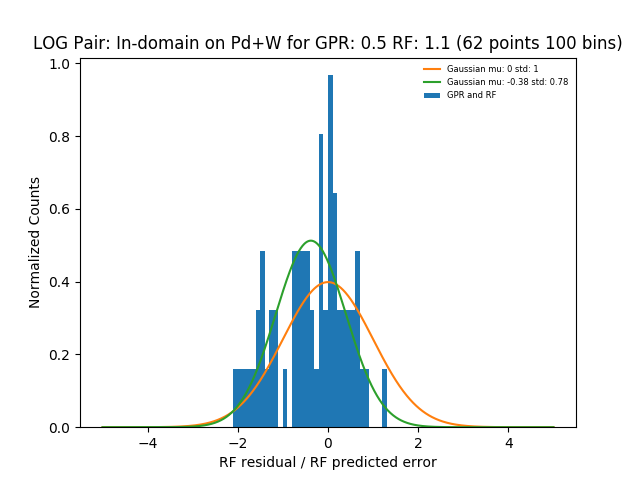 LOG Pair: In-domain on Pd+W for GPR: 0.5 RF: 1.1 (62 points 100 bins)
Gaussian mu: 0 std: 1
Gaussian mu: -0.38 std: 0.78
GPR and RF
Normalized Counts
1.0
0.8
0.6
0.4
0.2
0.0
−4 −2 0 2 4
RF residual / RF predicted error